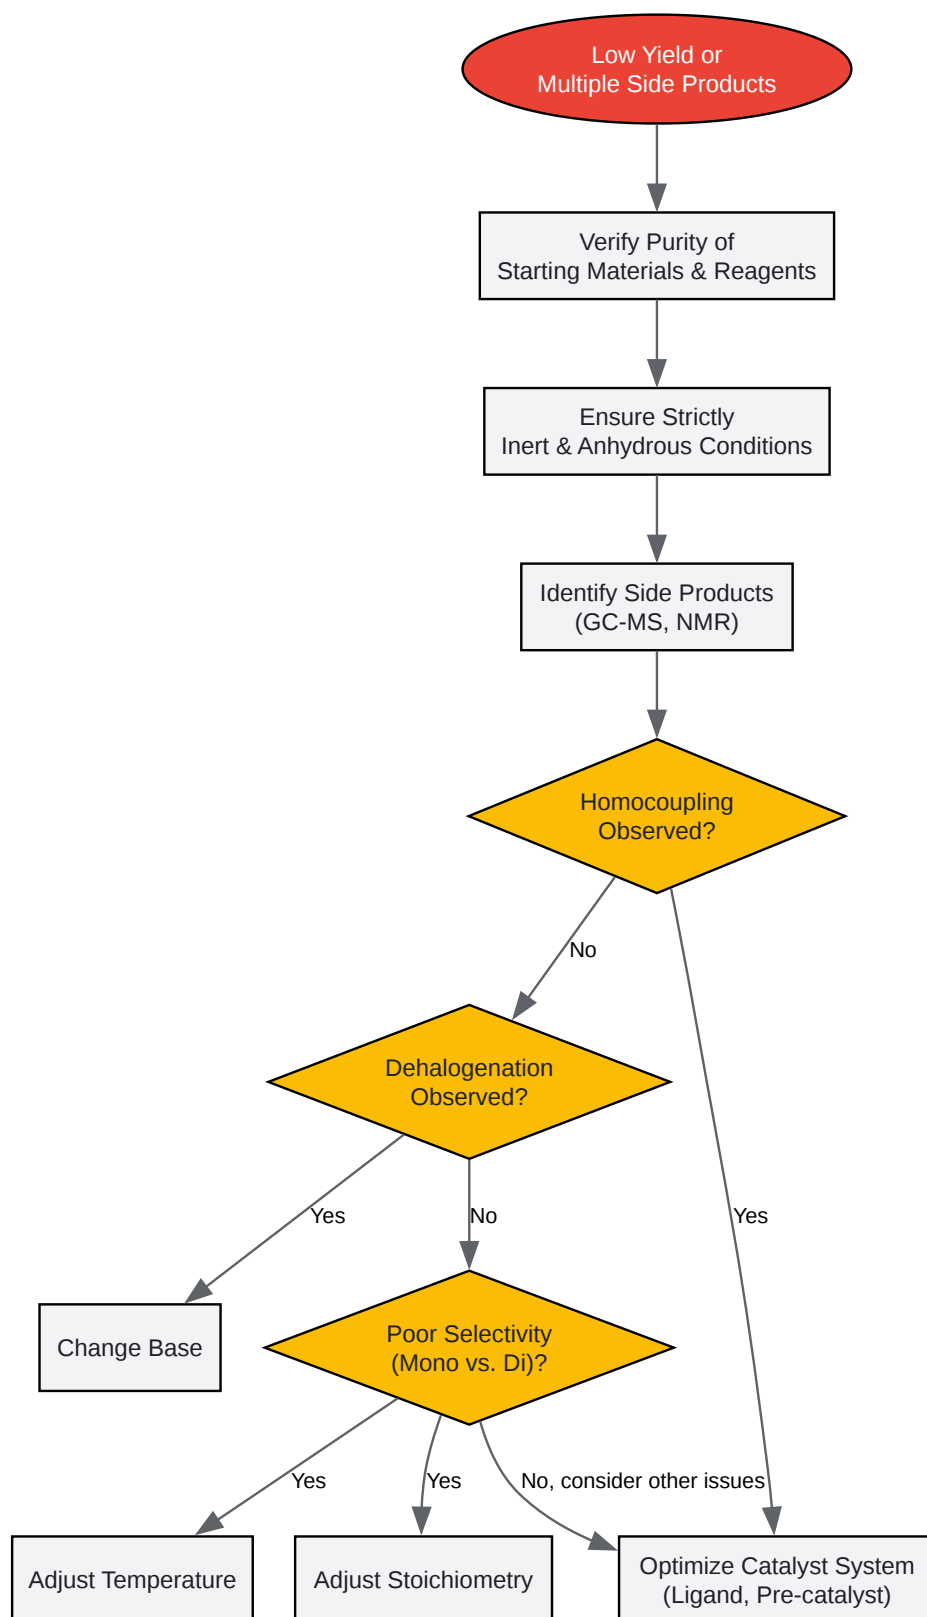 Low Yield or
Multiple Side Products
Verify Purity of
Starting Materials & Reagents
Ensure Strictly
Inert & Anhydrous Conditions
Identify Side Products
(GC-MS, NMR)
Homocoupling
Observed?
No
Dehalogenation
Observed?
Yes
No
Yes
Change Base
Poor Selectivity
(Mono vs. Di)?
Yes
Yes
No, consider other issues
Adjust Temperature
Adjust Stoichiometry
Optimize Catalyst System
(Ligand, Pre-catalyst)